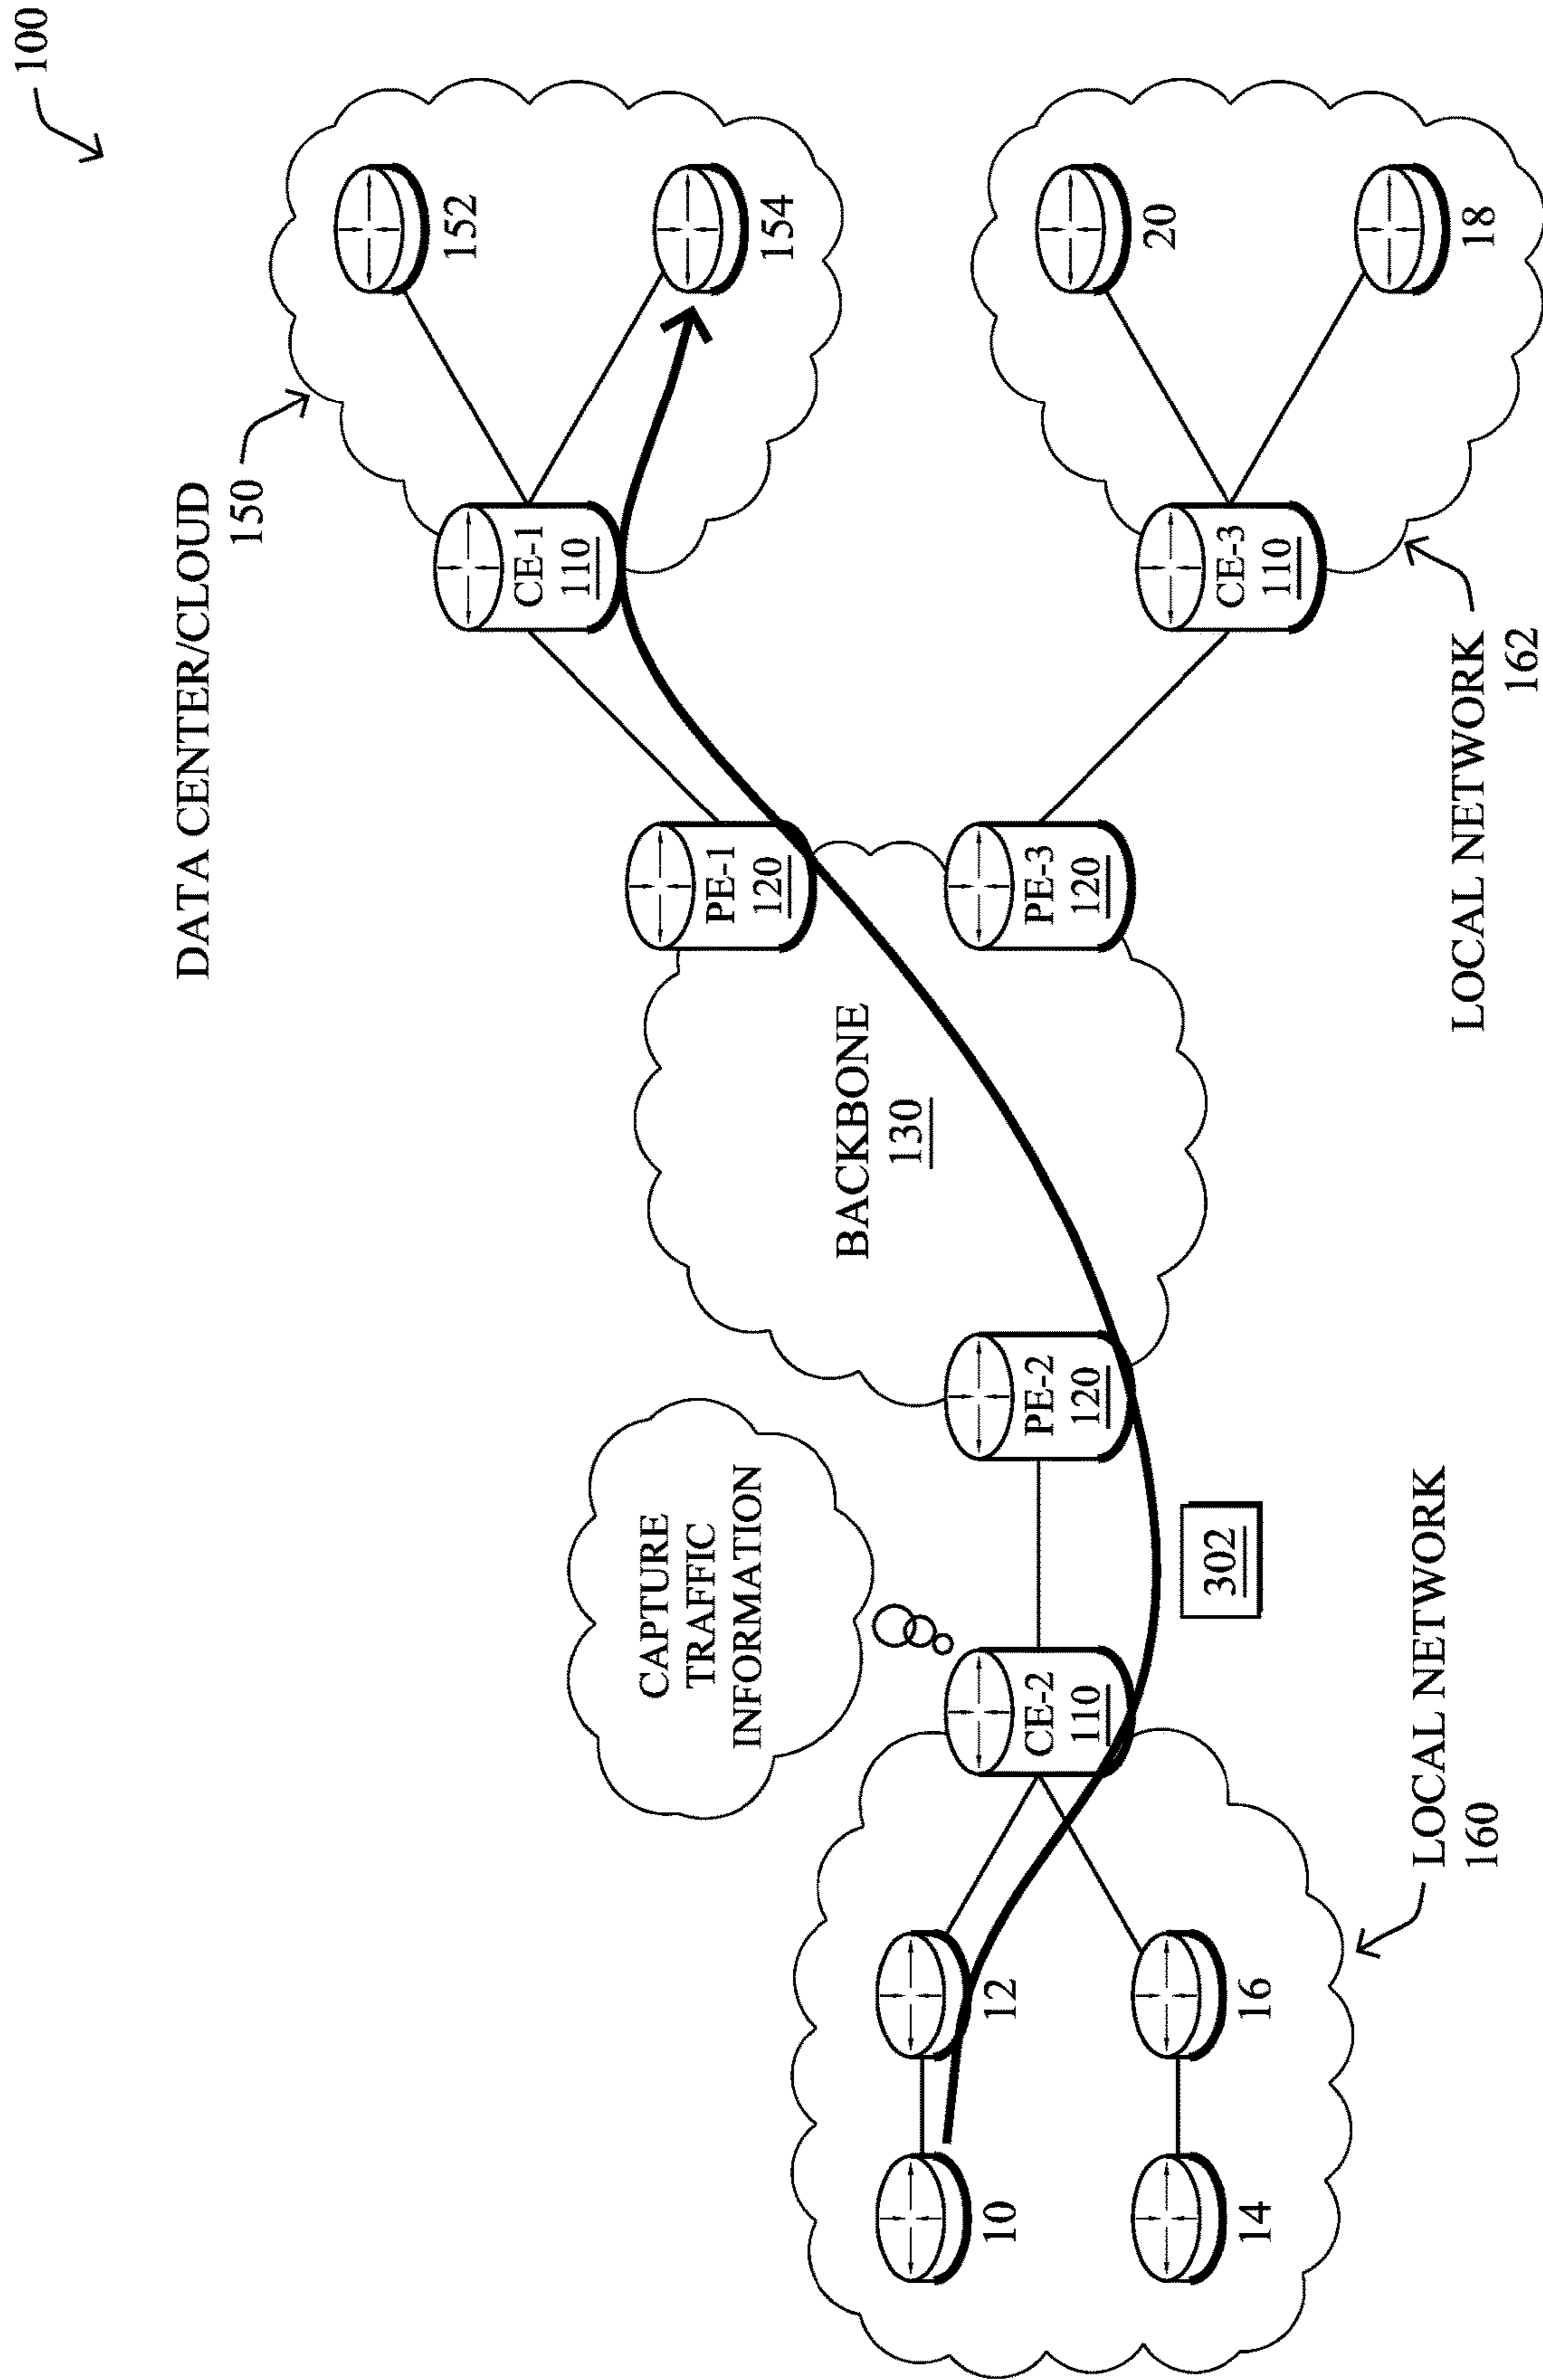 100
DATA CENTER/CLOUD
150
152
154
CE-1
110
PE-1
120
BACKBONE
130
PE-3
120
CE-3
110
20
18
LOCAL NETWORK
162
CAPTURE
TRAFFIC
INFORMATION
PE-2
120
302
CE-2
110
12
10
16
14
LOCAL NETWORK
160